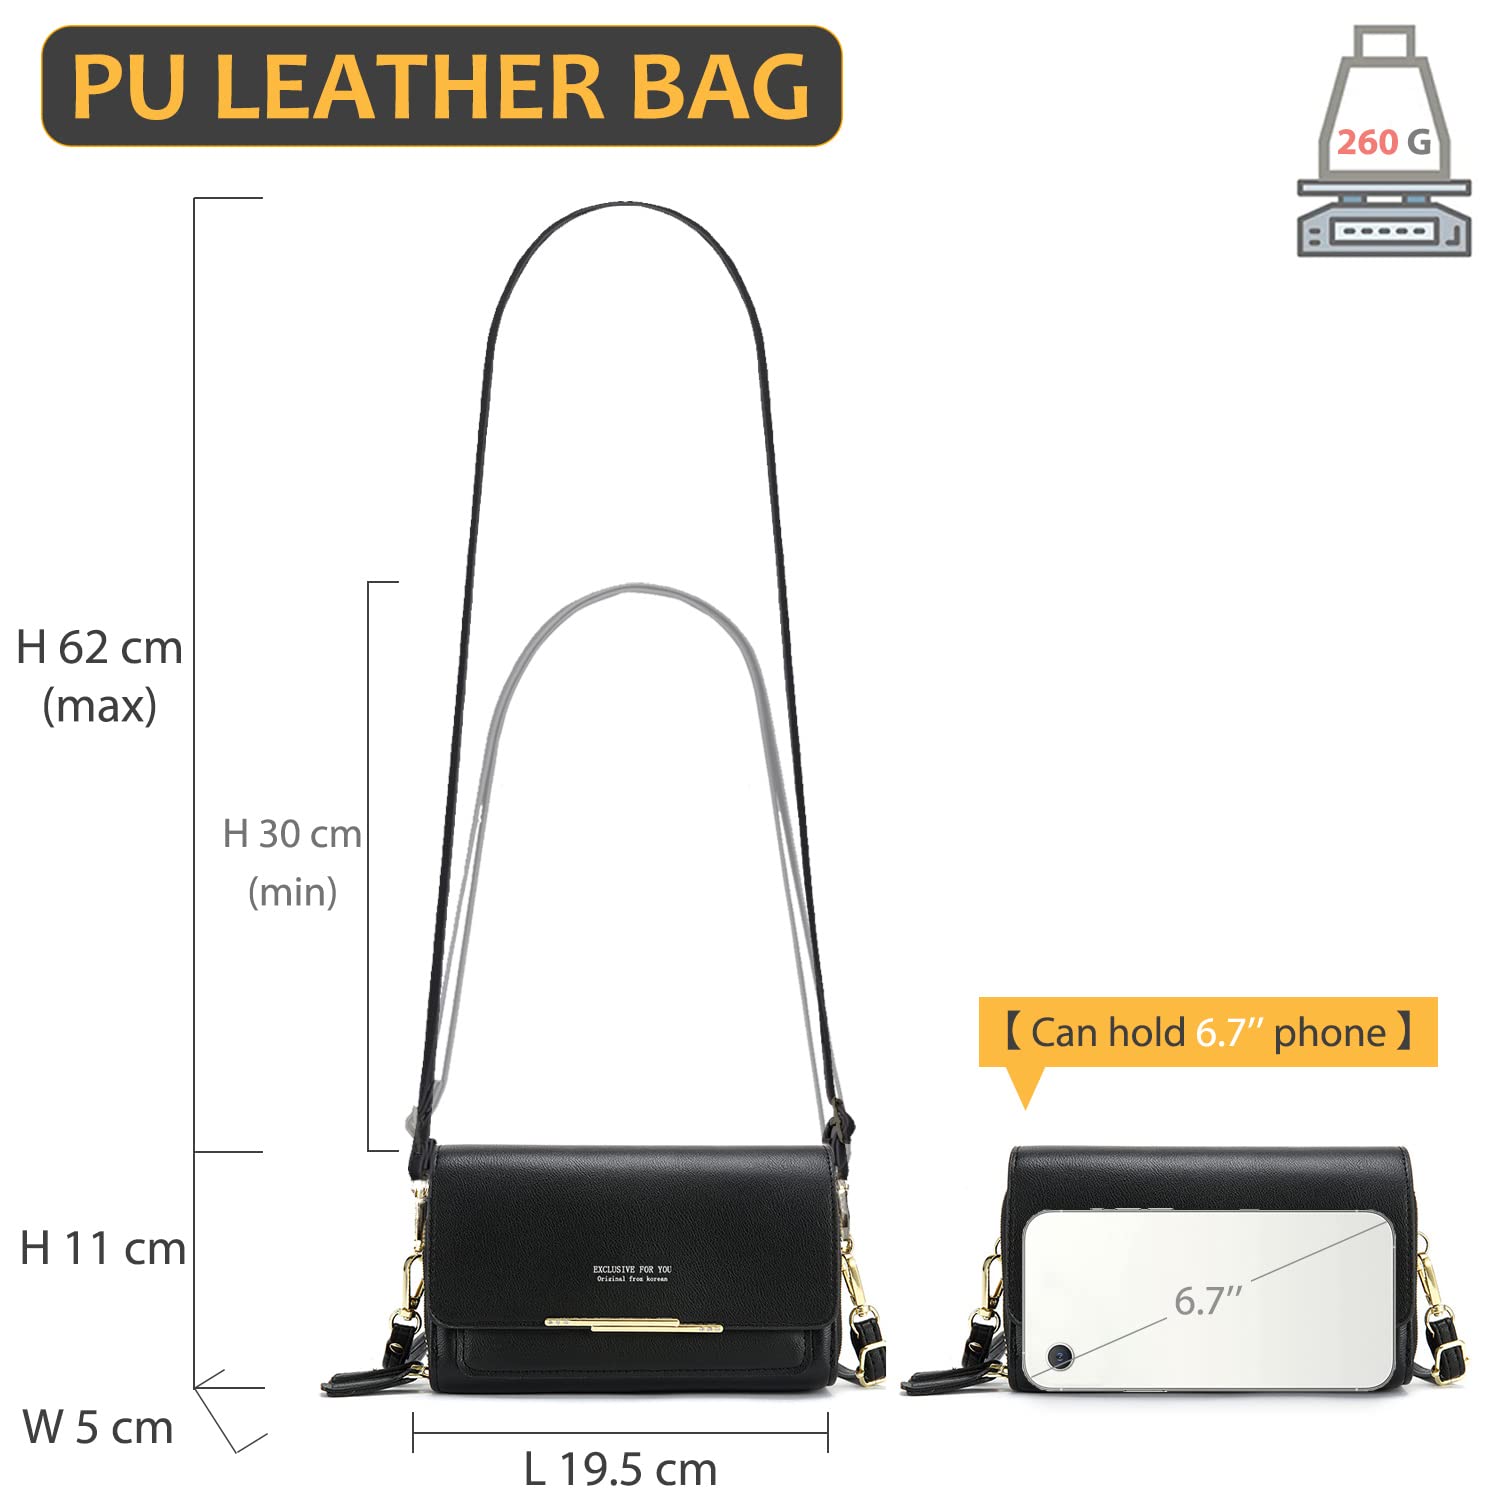 PU LEATHER BAG
260 G
H 62 cm
(max)
H 30 cm
(min)
【 Can hold 6.7’’ phone 】
H 11 cm
EXCLUSIVE FOR YOU
Original from korean
6.7’’
W 5 cm
L 19.5 cm